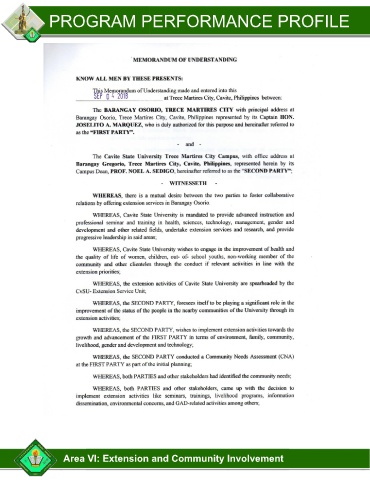 PROGRAM PERFORMANCE PROFILE
MEMORANDUM OF UNDERSTANDING
KNOW ALL MEN BY THESE PRESENTS:
This Memorandum of Understanding made and entered into this
SEP 04 2018 at Trece Martires City, Cavite, Philippines between:
The BARANGAY OSORIO, TRECE MARTIRES CITY with principal address at
Barangay Osorio, Trece Martires City, Cavite, Philippines represented by its Captain HON.
JOSELITO A. MARQUEZ, who is duly authorized for this purpose and hereinafter referred to
as the "FIRST PARTY".
- and -
The Cavite State University Trece Martires City Campus, with office address at
Barangay Gregorio, Trece Martires City, Cavite, Philippines, represented herein by its
Campus Dean, PROF. NOEL A. SEDIGO, hereinafter referred to as the "SECOND PARTY";
- WITNESSETH -
WHEREAS, there is a mutual desire between the two parties to foster collaborative
relations by offering extension services in Barangay Osorio
WHEREAS, Cavite State University is mandated to provide advanced instruction and
professional seminar and training in health, sciences, technology, management, gender and
development and other related fields, undertake extension services and research, and provide
progressive leadership in said areas;
WHEREAS, Cavite State University wishes to engage in the improvement of health and
the quality of life of women, children, out- of- school youths, non-working member of the
community and other clienteles through the conduct if relevant activities in line with the
extension priorities;
WHEREAS, the extension activities of Cavite State University are spearheaded by the
CvSU- Extension Service Unit,
WHEREAS, the SECOND PARTY, foresees itself to be playing a significant role in the
improvement of the status of the people in the nearby communities of the University through its
extension activities;
WHEREAS, the SECOND PARTY, wishes to implement extension activities towards the
growth and advancement of the FIRST PARTY in terms of environment, family, community,
livelihood, gender and development and technology;
WHEREAS, the SECOND PARTY conducted a Community Needs Assessment (CNA)
at the FIRST PARTY as part of the initial planning;
WHEREAS, both PARTIES and other stakeholders had identified the community needs;
WHEREAS, both PARTIES and other stakeholders, came up with the decision to
implement extension activities like seminars, trainings, livelihood programs, information
dissemination, environmental concerns, and GAD-related activities among others;
Area VI: Extension and Community Involvement